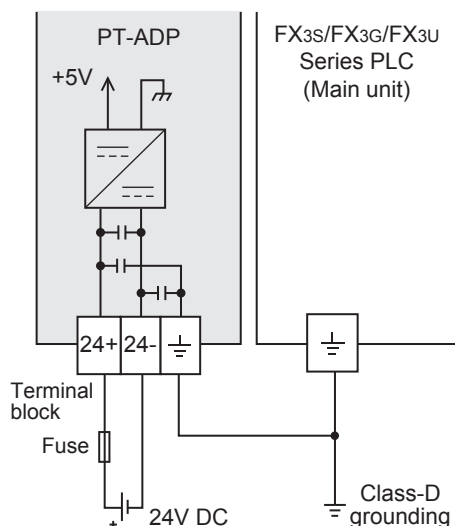 PT-ADP
FX3S/FX3G/FX3U
Series PLC
(Main unit)
+5V
24+
24-
Terminal
block
Fuse
+
24V DC
Class-D
grounding